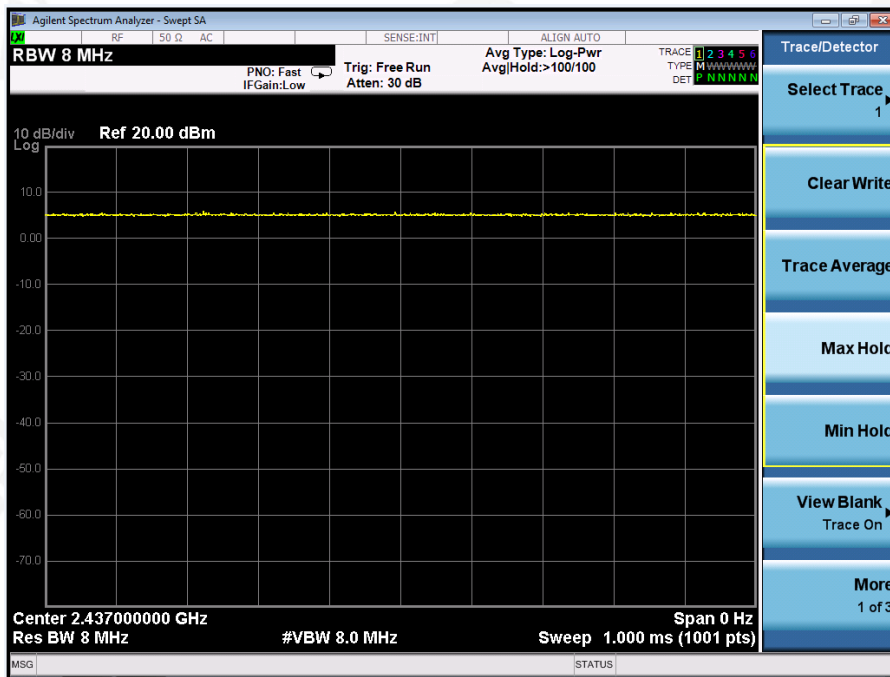 Agilent Spectrum Analyzer - Swept SA
LXI RF 50 Ω AC SENSE:INT ALIGN AUTO
RBW 8 MHz
PNO: Fast
IFGain:Low
Trig: Free Run
Atten: 30 dB
Avg Type: Log-Pwr
Avg|Hold:>100/100
TRACE 1 2 3 4 5 6
TYPE M WWWWW
DET P N N N N N
10 dB/div Ref 20.00 dBm
Log
10.0
0.00
-10.0
-20.0
-30.0
-40.0
-50.0
-60.0
-70.0
Center 2.437000000 GHz Span 0 Hz
Res BW 8 MHz #VBW 8.0 MHz Sweep 1.000 ms (1001 pts)
MSG STATUS
Trace/Detector
Select Trace
1
Clear Write
Trace Average
Max Hold
Min Hold
View Blank
Trace On
More
1 of 3